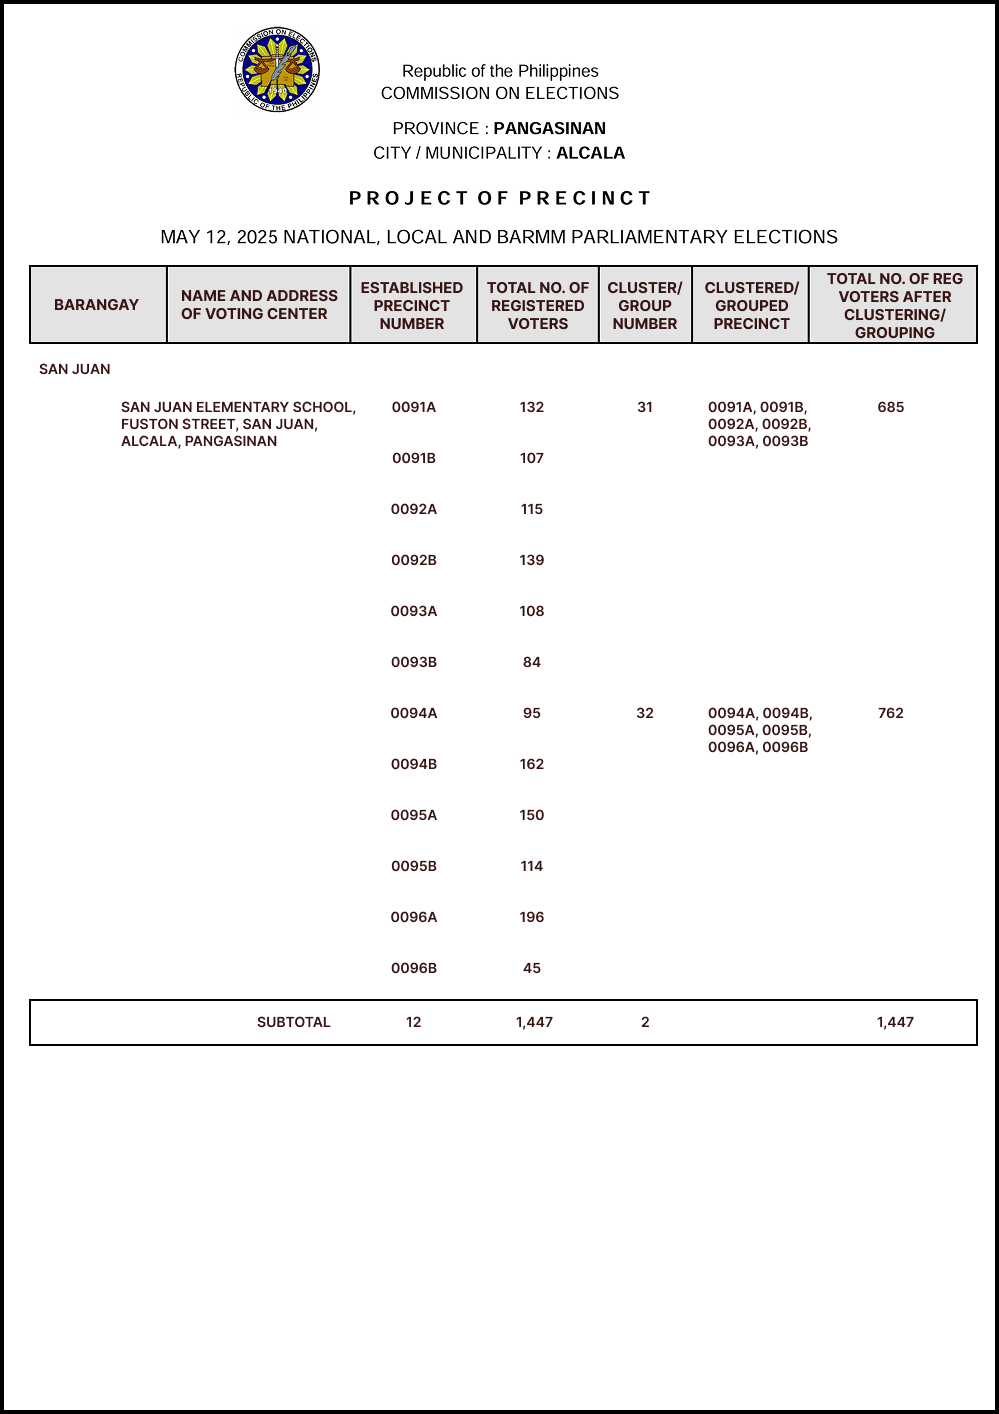 COMMISSION ON ELECTIONS
1940
REPUBLIC OF THE PHILIPPINES
Republic of the Philippines
COMMISSION ON ELECTIONS
PROVINCE : PANGASINAN
CITY / MUNICIPALITY : ALCALA
PROJECT OF PRECINCT
MAY 12, 2025 NATIONAL, LOCAL AND BARMM PARLIAMENTARY ELECTIONS
BARANGAY
NAME AND ADDRESS
OF VOTING CENTER
ESTABLISHED
PRECINCT
NUMBER
TOTAL NO. OF
REGISTERED
VOTERS
CLUSTER/
GROUP
NUMBER
CLUSTERED/
GROUPED
PRECINCT
TOTAL NO. OF REG
VOTERS AFTER
CLUSTERING/
GROUPING
SAN JUAN
SAN JUAN ELEMENTARY SCHOOL,
FUSTON STREET, SAN JUAN,
ALCALA, PANGASINAN
0091A 132 31 0091A, 0091B, 685
0092A, 0092B,
0093A, 0093B
0091B 107
0092A 115
0092B 139
0093A 108
0093B 84
0094A 95 32 0094A, 0094B, 762
0095A, 0095B,
0096A, 0096B
0094B 162
0095A 150
0095B 114
0096A 196
0096B 45
SUBTOTAL 12 1,447 2 1,447